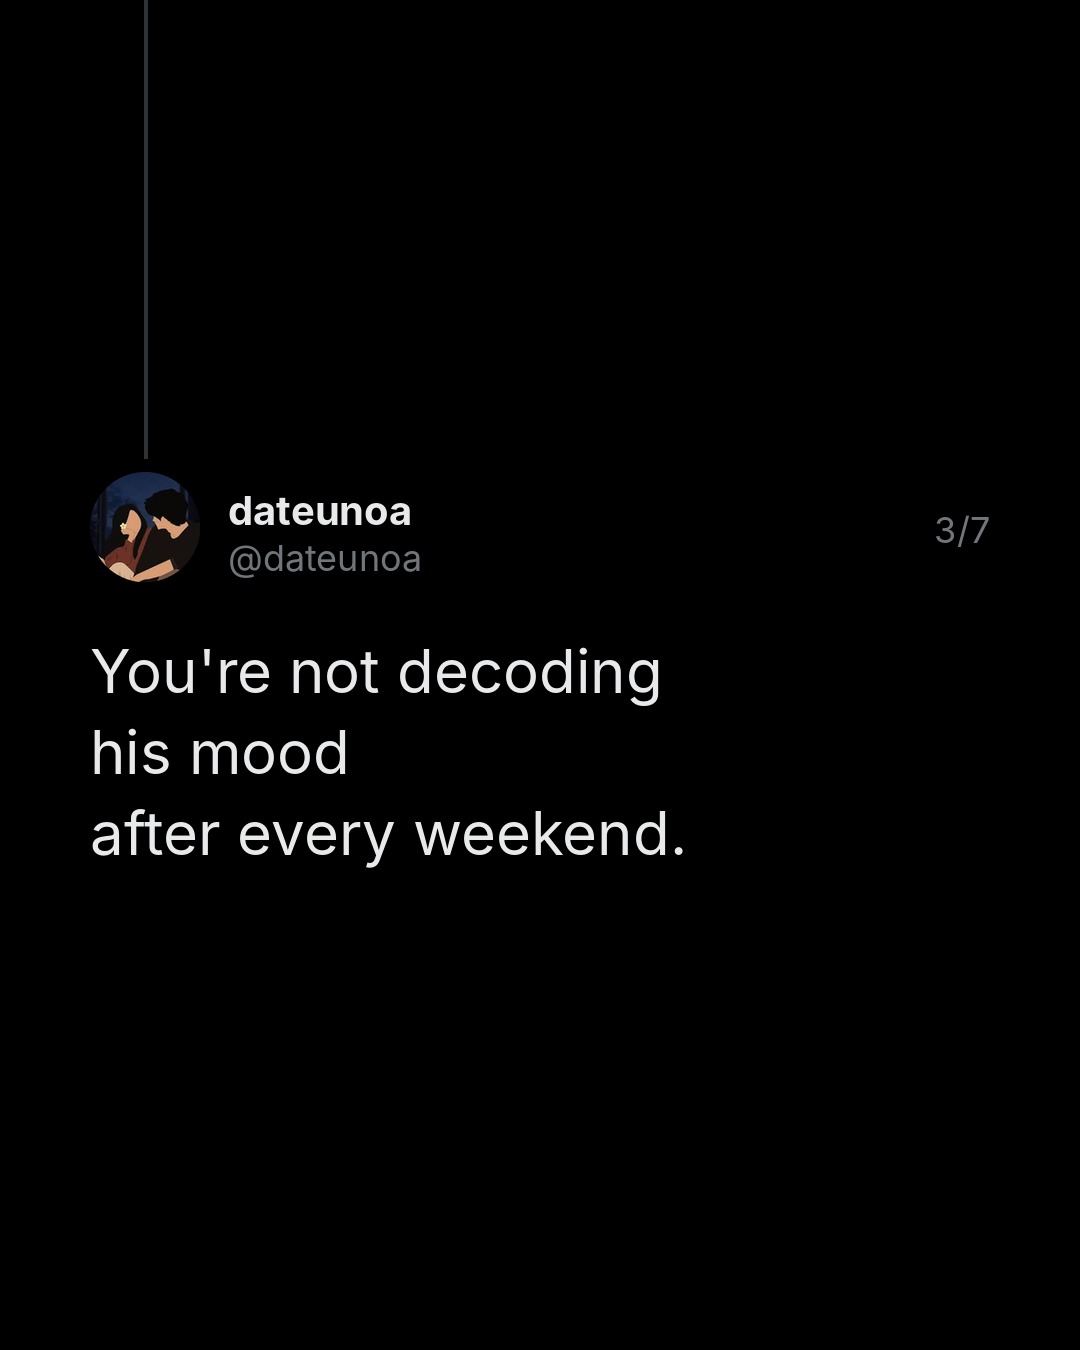 dateunoa
@dateunoa
3/7
You're not decoding
his mood
after every weekend.